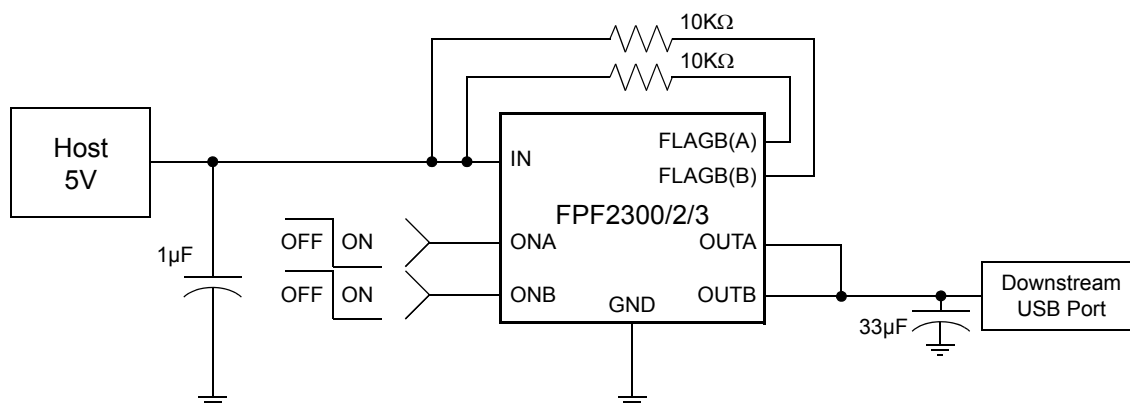 10KΩ
10KΩ
Host
5V
IN
FLAGB(A)
FLAGB(B)
FPF2300/2/3
1µF
OFF ON
ONA
OUTA
OFF ON
ONB
OUTB
GND
33µF
Downstream
USB Port